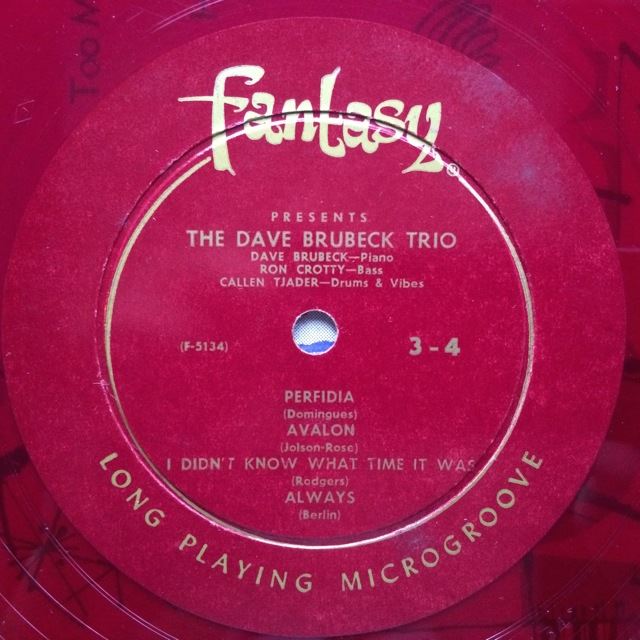 Too M
Fantasy®
PRESENTS
THE DAVE BRUBECK TRIO
DAVE BRUBECK—Piano
RON CROTTY—Bass
CALLEN TJADER—Drums & Vibes
(F-5134)
3-4
PERFIDIA
(Domingues)
AVALON
(Jolson-Rose)
I DIDN'T KNOW WHAT TIME IT WAS
(Rodgers)
ALWAYS
(Berlin)
LONG PLAYING MICROGROOVE